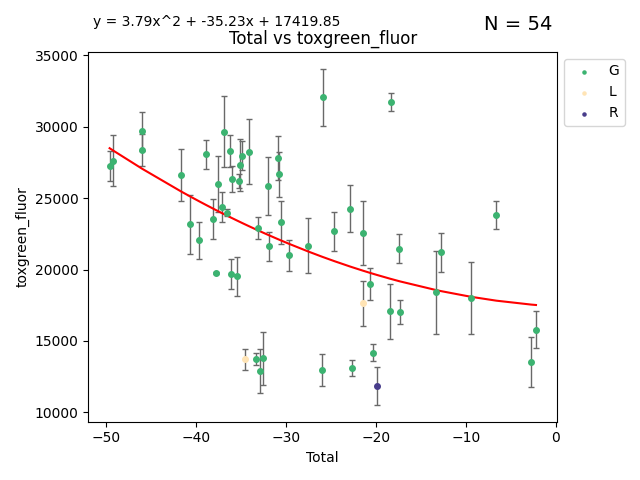 y = 3.79x^2 + -35.23x + 17419.85
N = 54
Total vs toxgreen_fluor
35000
30000
25000
20000
15000
10000
toxgreen_fluor
−50
−40
−30
−20
−10
0
Total
G
L
R